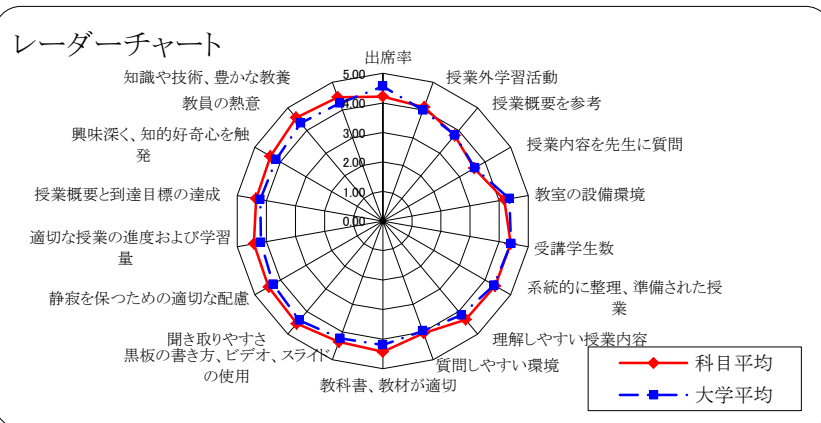 レーダーチャート
出席率
授業外学習活動
授業概要を参考
授業内容を先生に質問
教室の設備環境
受講学生数
系統的に整理、準備された授
業
理解しやすい授業内容
質問しやすい環境
教科書、教材が適切
黒板の書き方、ビデオ、スライド
の使用
聞き取りやすさ
静寂を保つための適切な配慮
適切な授業の進度および学習
量
授業概要と到達目標の達成
興味深く、知的好奇心を触
発
教員の熱意
知識や技術、豊かな教養
5.00
4.00
3.00
2.00
1.00
0.00
科目平均
大学平均